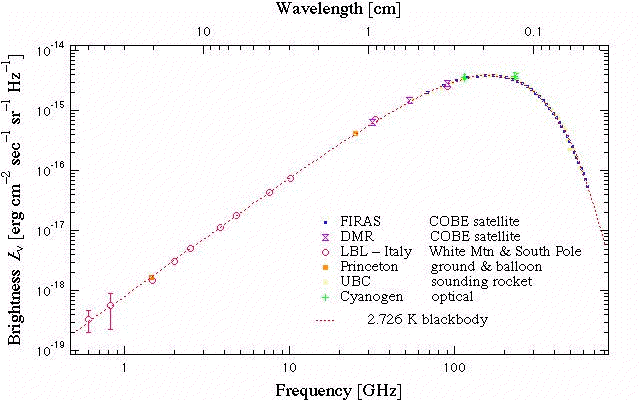 Wavelength [cm]
10 1 0.1
10⁻¹⁴
10⁻¹⁵
10⁻¹⁶
10⁻¹⁷
10⁻¹⁸
10⁻¹⁹
Brightness Iᵥ [erg cm⁻² sec⁻¹ sr⁻¹ Hz⁻¹]
FIRAS COBE satellite
DMR COBE satellite
LBL – Italy White Mtn & South Pole
Princeton ground & balloon
UBC sounding rocket
Cyanogen optical
2.726 K blackbody
1 10 100
Frequency [GHz]